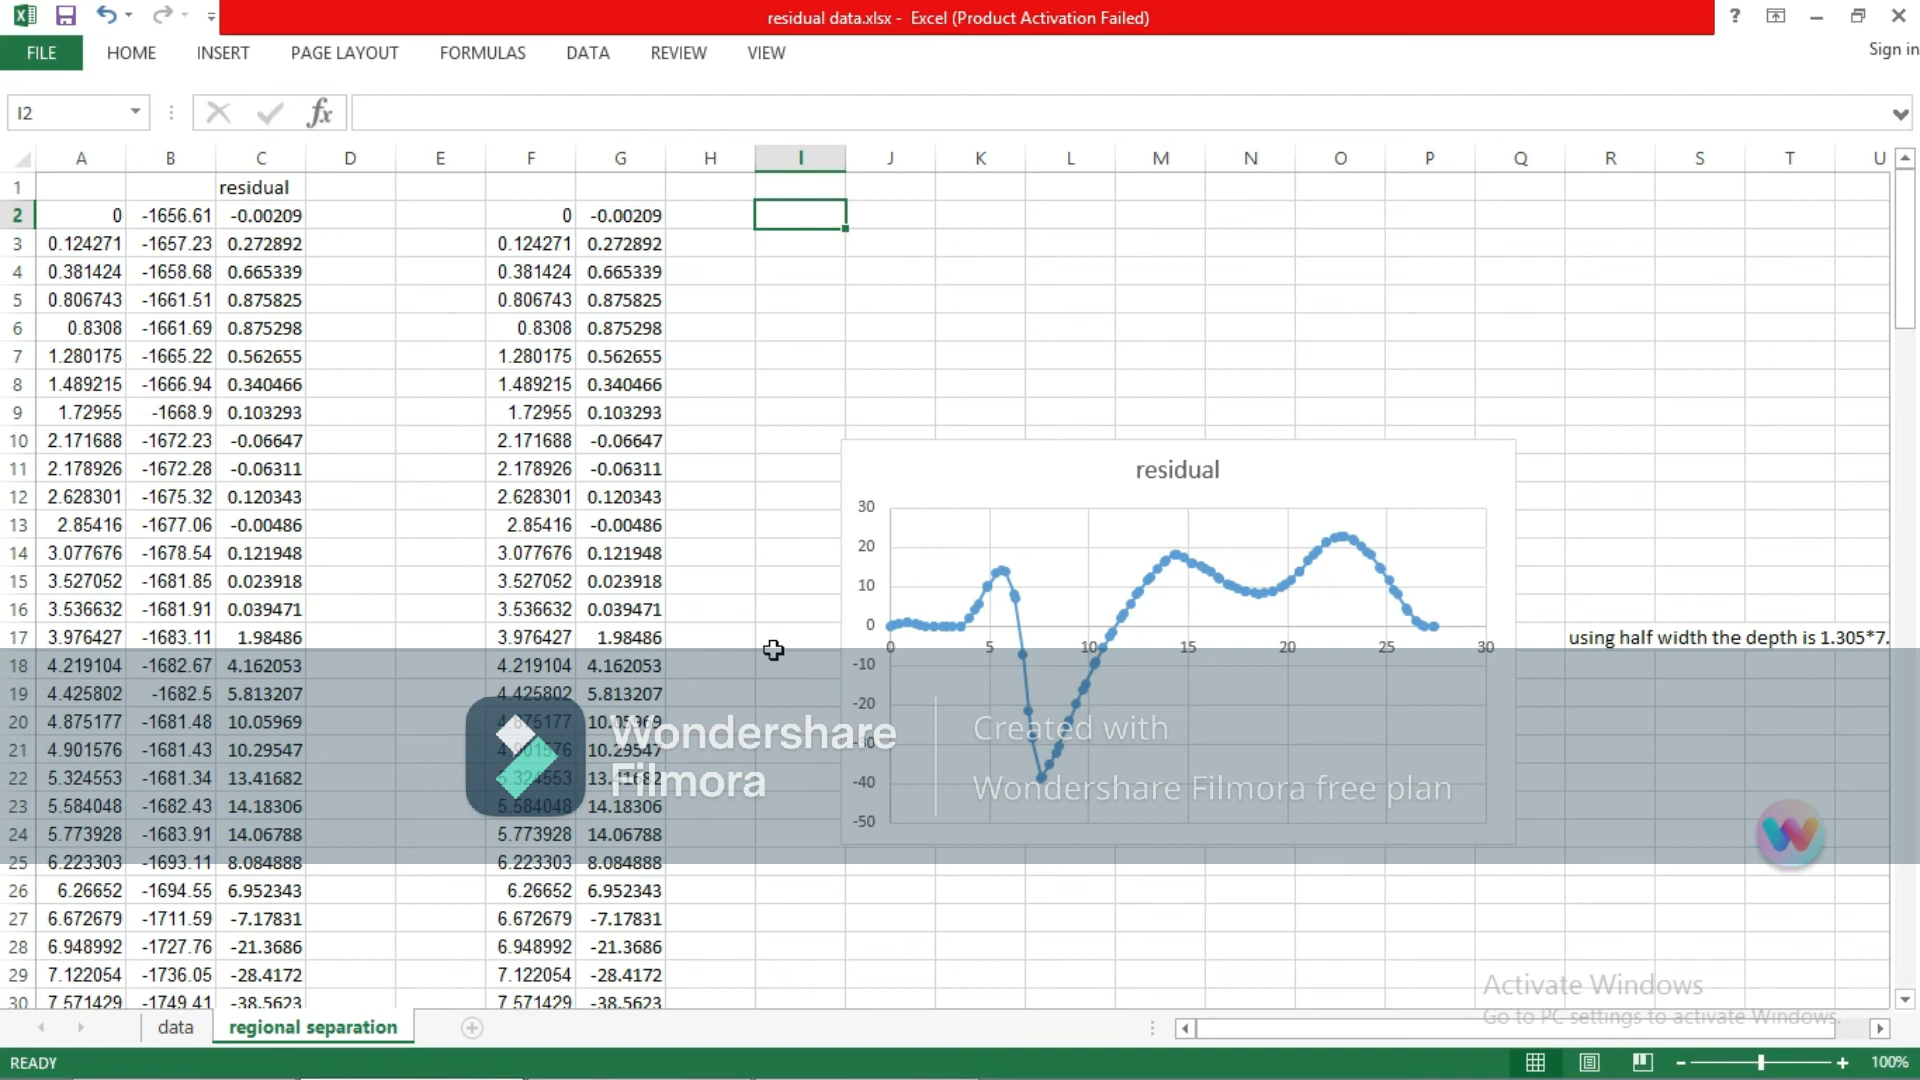 residual data.xlsx - Excel (Product Activation Failed)
?
Sign in
FILE HOME INSERT PAGE LAYOUT FORMULAS DATA REVIEW VIEW
I2 fx
A B C D E F G H I J K L M N O P Q R S T U
1 residual
2 0 -1656.61 -0.00209 0 -0.00209
3 0.124271 -1657.23 0.272892 0.124271 0.272892
4 0.381424 -1658.68 0.665339 0.381424 0.665339
5 0.806743 -1661.51 0.875825 0.806743 0.875825
6 0.8308 -1661.69 0.875298 0.8308 0.875298
7 1.280175 -1665.22 0.562655 1.280175 0.562655
8 1.489215 -1666.94 0.340466 1.489215 0.340466
9 1.72955 -1668.9 0.103293 1.72955 0.103293
10 2.171688 -1672.23 -0.06647 2.171688 -0.06647
11 2.178926 -1672.28 -0.06311 2.178926 -0.06311
12 2.628301 -1675.32 0.120343 2.628301 0.120343
13 2.85416 -1677.06 -0.00486 2.85416 -0.00486
14 3.077676 -1678.54 0.121948 3.077676 0.121948
15 3.527052 -1681.85 0.023918 3.527052 0.023918
16 3.536632 -1681.91 0.039471 3.536632 0.039471
17 3.976427 -1683.11 1.98486 3.976427 1.98486 using half width the depth is 1.305*7.
18 4.219104 -1682.67 4.162053 4.219104 4.162053
19 4.425802 -1682.5 5.813207 4.425802 5.813207
20 4.875177 -1681.48 10.05969 4.875177 10.05969
21 4.901576 -1681.43 10.29547 4.901576 10.29547
22 5.324553 -1681.34 13.41682 5.324553 13.41682
23 5.584048 -1682.43 14.18306 5.584048 14.18306
24 5.773928 -1683.91 14.06788 5.773928 14.06788
25 6.223303 -1693.11 8.084888 6.223303 8.084888
26 6.26652 -1694.55 6.952343 6.26652 6.952343
27 6.672679 -1711.59 -7.17831 6.672679 -7.17831
28 6.948992 -1727.76 -21.3686 6.948992 -21.3686
29 7.122054 -1736.05 -28.4172 7.122054 -28.4172
30 7.571429 -1749.41 -38.5623 7.571429 -38.5623
residual
30
20
10
0
-10
-20
-30
-40
-50
0 5 10 15 20 25 30
Wondershare
Filmora
Created with
Wondershare Filmora free plan
Activate Windows
Go to PC settings to activate Windows.
data regional separation
READY
100%